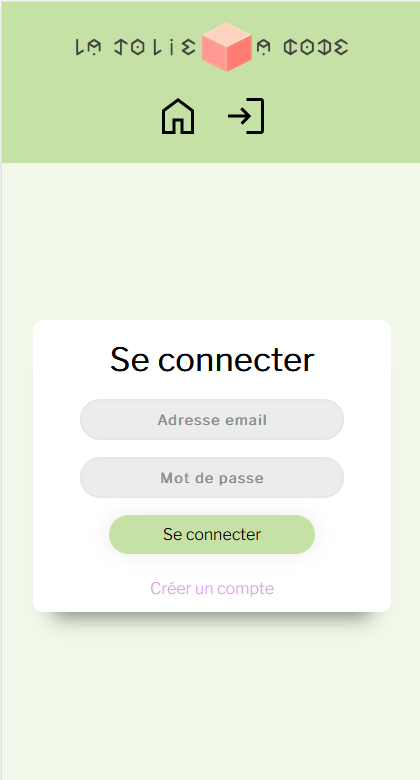 LA JOLiE A CODE
Se connecter
Adresse email
Mot de passe
Se connecter
Créer un compte